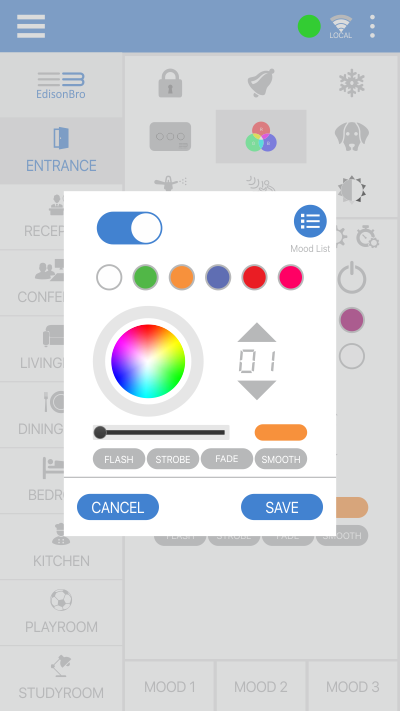 LOCAL
EdisonBro
ENTRANCE
RECEP
Mood List
CONFE
LIVING
01
DINING
FLASH STROBE FADE SMOOTH
BEDR
CANCEL SAVE
FLASH STROBE FADE SMOOTH
KITCHEN
PLAYROOM
STUDYROOM
MOOD 1 MOOD 2 MOOD 3